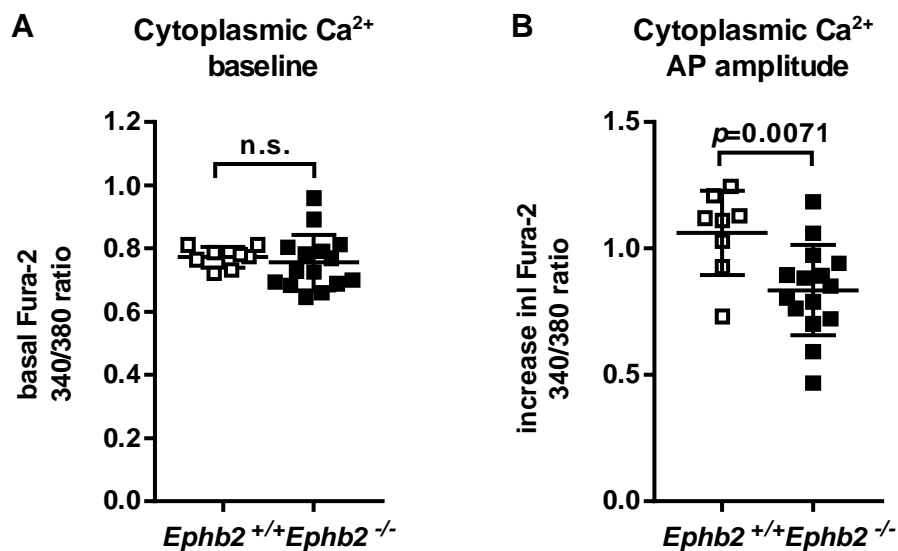 A
Cytoplasmic Ca²⁺
baseline
basal Fura-2
340/380 ratio
1.2
1.0
0.8
0.6
0.4
0.2
0.0
n.s.
Ephb2 +/+ Ephb2 -/-
B
Cytoplasmic Ca²⁺
AP amplitude
increase inl Fura-2
340/380 ratio
1.5
1.0
0.5
0.0
p=0.0071
Ephb2 +/+ Ephb2 -/-